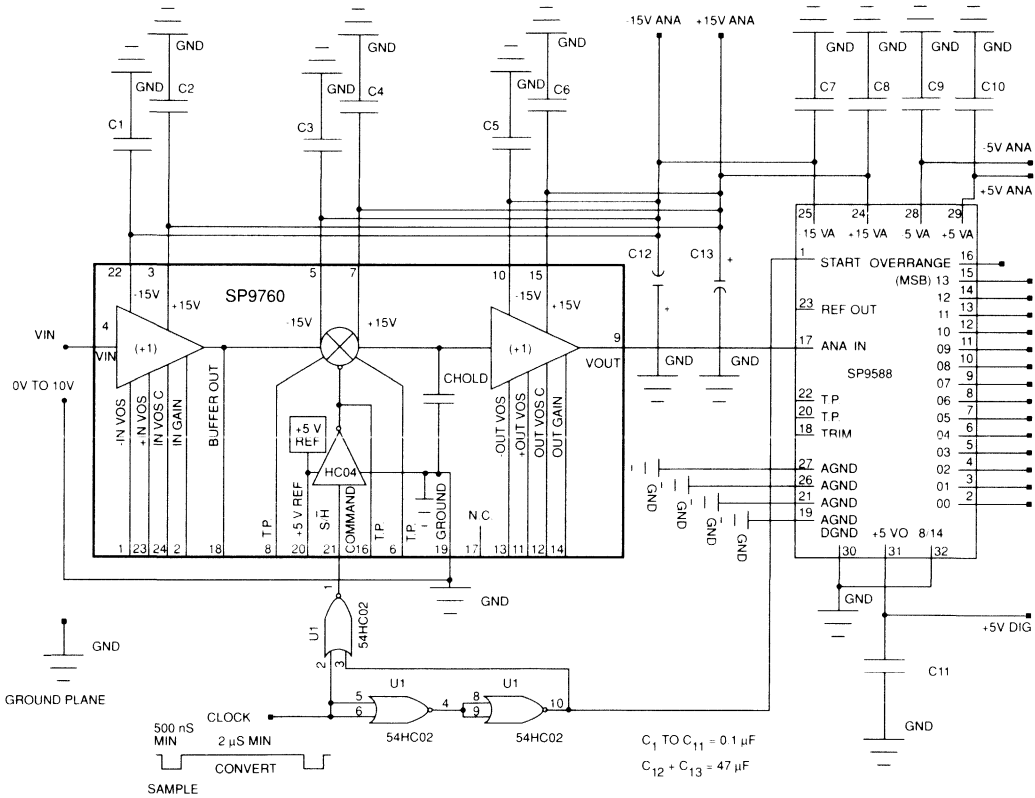 GND
GND
GND
-15V ANA +15V ANA
GND
GND
GND
GND
GND
GND
GND
C2
C4
C6
C7
C8
C9
C10
C1
C3
C5
-5V ANA
+5V ANA
25 24 28 29
-15 VA +15 VA 5 VA +5 VA
22 3 5 7 10 15
C12 + C13 +
1 START OVERRANGE 16
(MSB) 13 15
SP9760
-15V +15V
-15V +15V
-15V +15V
12 14
23 REF OUT
11 13
4
VIN
VIN
(+1)
(+1)
9
VOUT
10 12
17 ANA IN
09 11
GND GND
SP9588
08 10
0V TO 10V
CHOLD
07 9
22 T.P.
06 8
20 T.P.
05 7
18 TRIM
04 6
03 5
02 4
01 3
00 2
-IN VOS
+IN VOS
IN VOS C
IN GAIN
BUFFER OUT
+5 V
REF
HC04
-OUT VOS
+OUT VOS
OUT VOS C
OUT GAIN
27 AGND
26 AGND
21 AGND
19 AGND
DGND +5 VO 8/14
GND
GND
GND
GND
T.P.
+5 V REF
S/H
COMMAND
T.P.
T.P.
GROUND
N.C.
1 23 24 2 18 8 20 21 C016 6 19 17 13 11 12 14
30 31 32
GND
GND
1
U1
54HC02
2 3
+5V DIG
GND
GROUND PLANE
C11
U1 U1
5
6
4
8
9
10
CLOCK
54HC02 54HC02
GND
500 nS
MIN
2 µS MIN
CONVERT
SAMPLE
C1 TO C11 = 0.1 µF
C12 + C13 = 47 µF